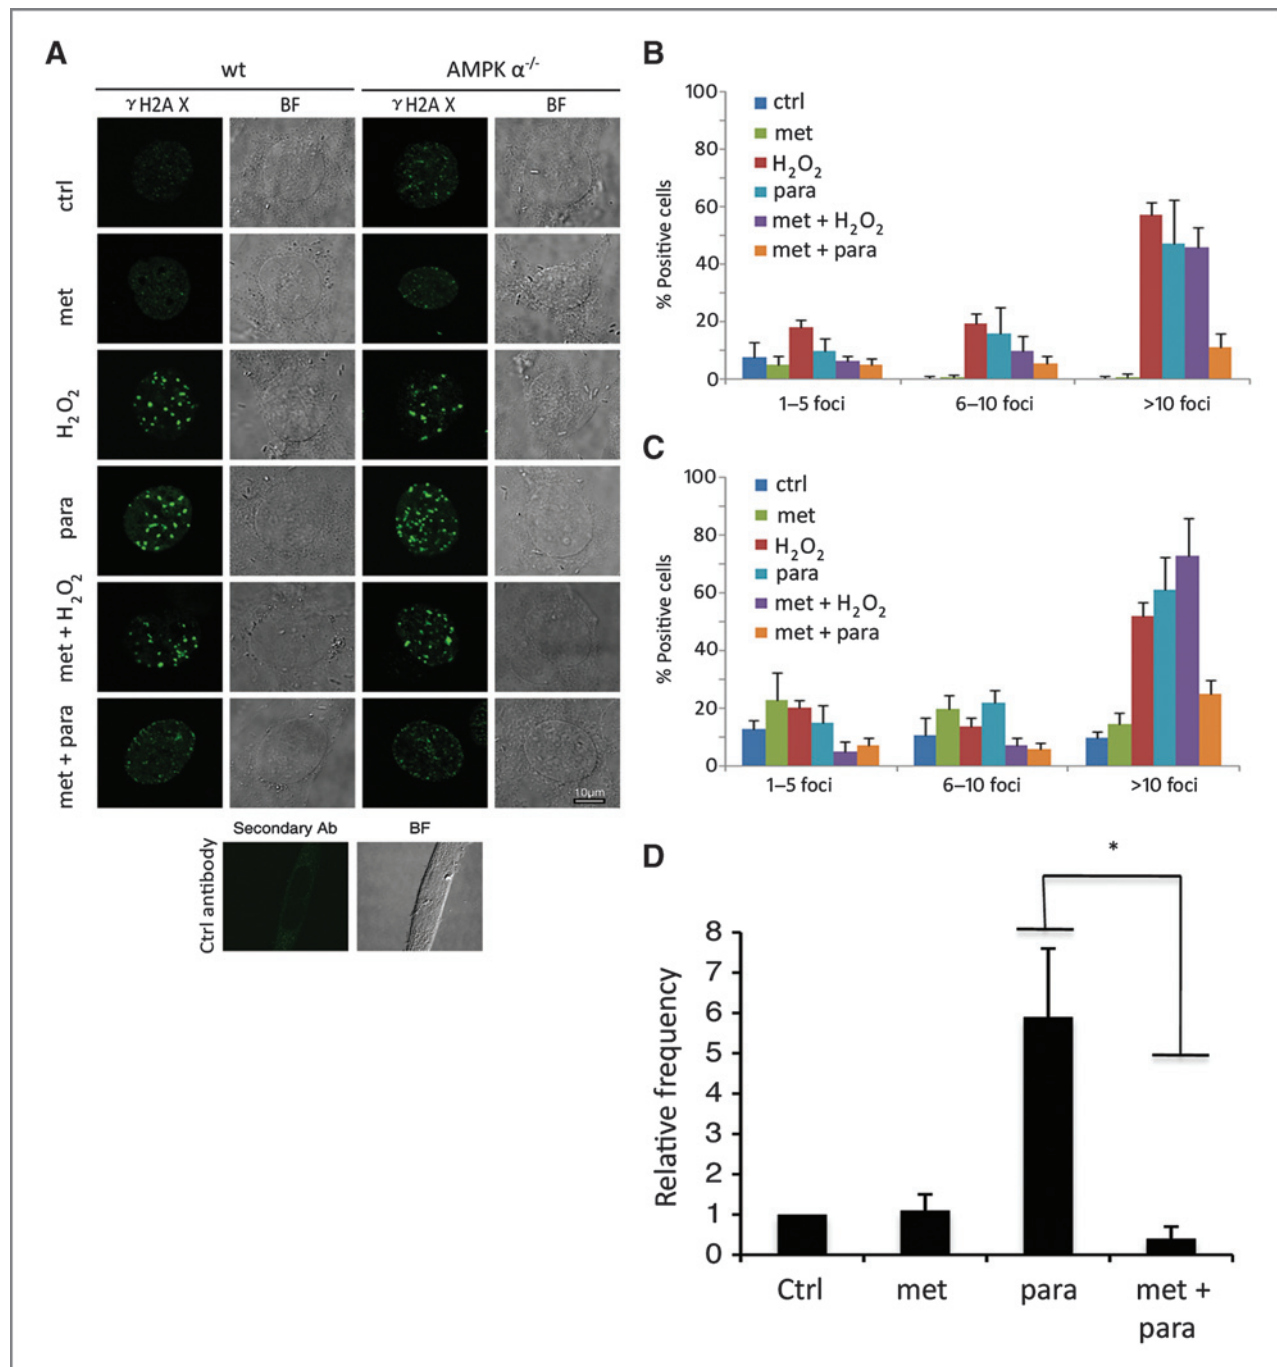 A
wt
AMPK α-/-
γ H2A X
BF
γ H2A X
BF
ctrl
met
H2O2
para
met + H2O2
met + para
10μm
Secondary Ab
BF
Ctrl antibody
B
100
80
60
40
20
0
% Positive cells
ctrl
met
H2O2
para
met + H2O2
met + para
1–5 foci
6–10 foci
>10 foci
C
100
80
60
40
20
0
% Positive cells
ctrl
met
H2O2
para
met + H2O2
met + para
1–5 foci
6–10 foci
>10 foci
D
*
8
7
6
5
4
3
2
1
0
Relative frequency
Ctrl
met
para
met +
para